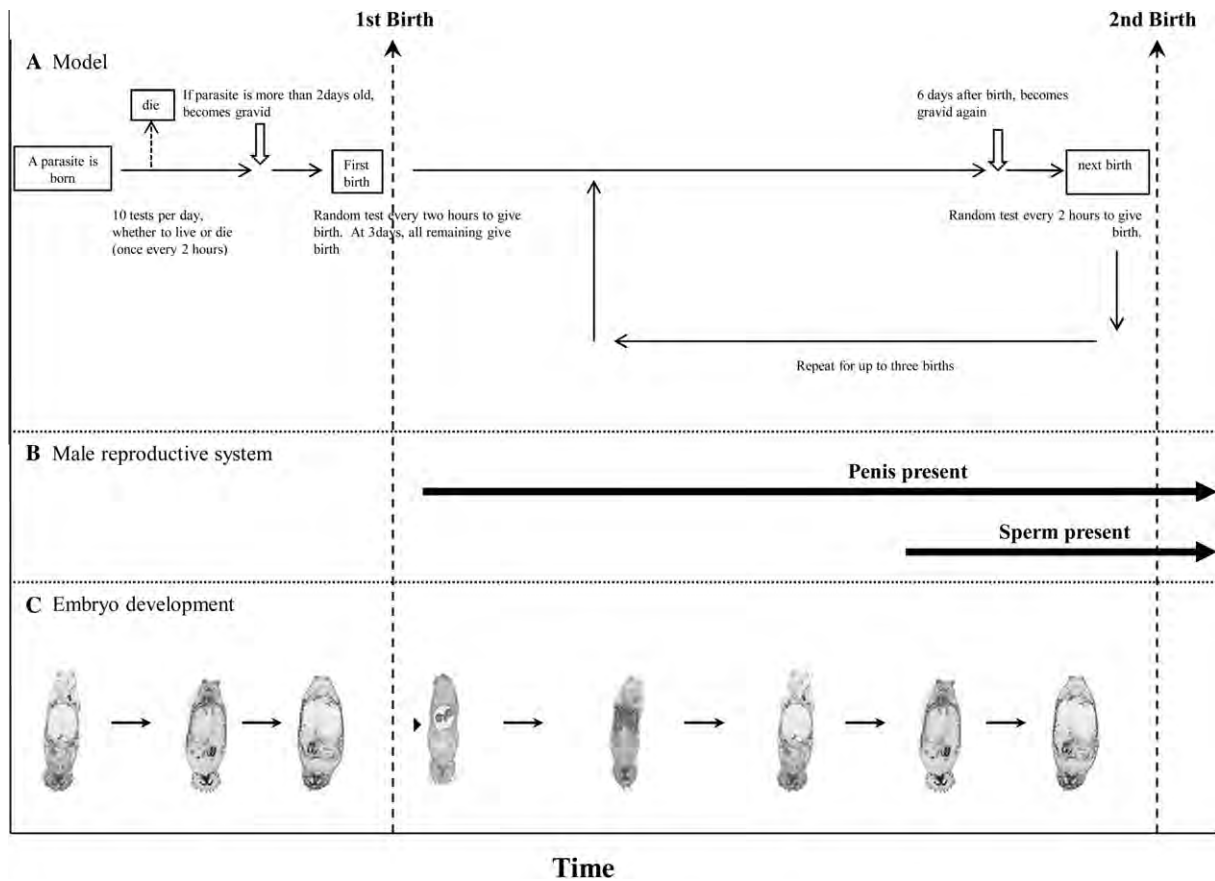 1st Birth
2nd Birth
A Model
die
If parasite is more than 2days old,
becomes gravid
6 days after birth, becomes
gravid again
A parasite is
born
First
birth
next birth
10 tests per day,
whether to live or die
(once every 2 hours)
Random test every two hours to give
birth. At 3days, all remaining give
birth
Random test every 2 hours to give
birth.
Repeat for up to three births
B Male reproductive system
Penis present
Sperm present
C Embryo development
Time